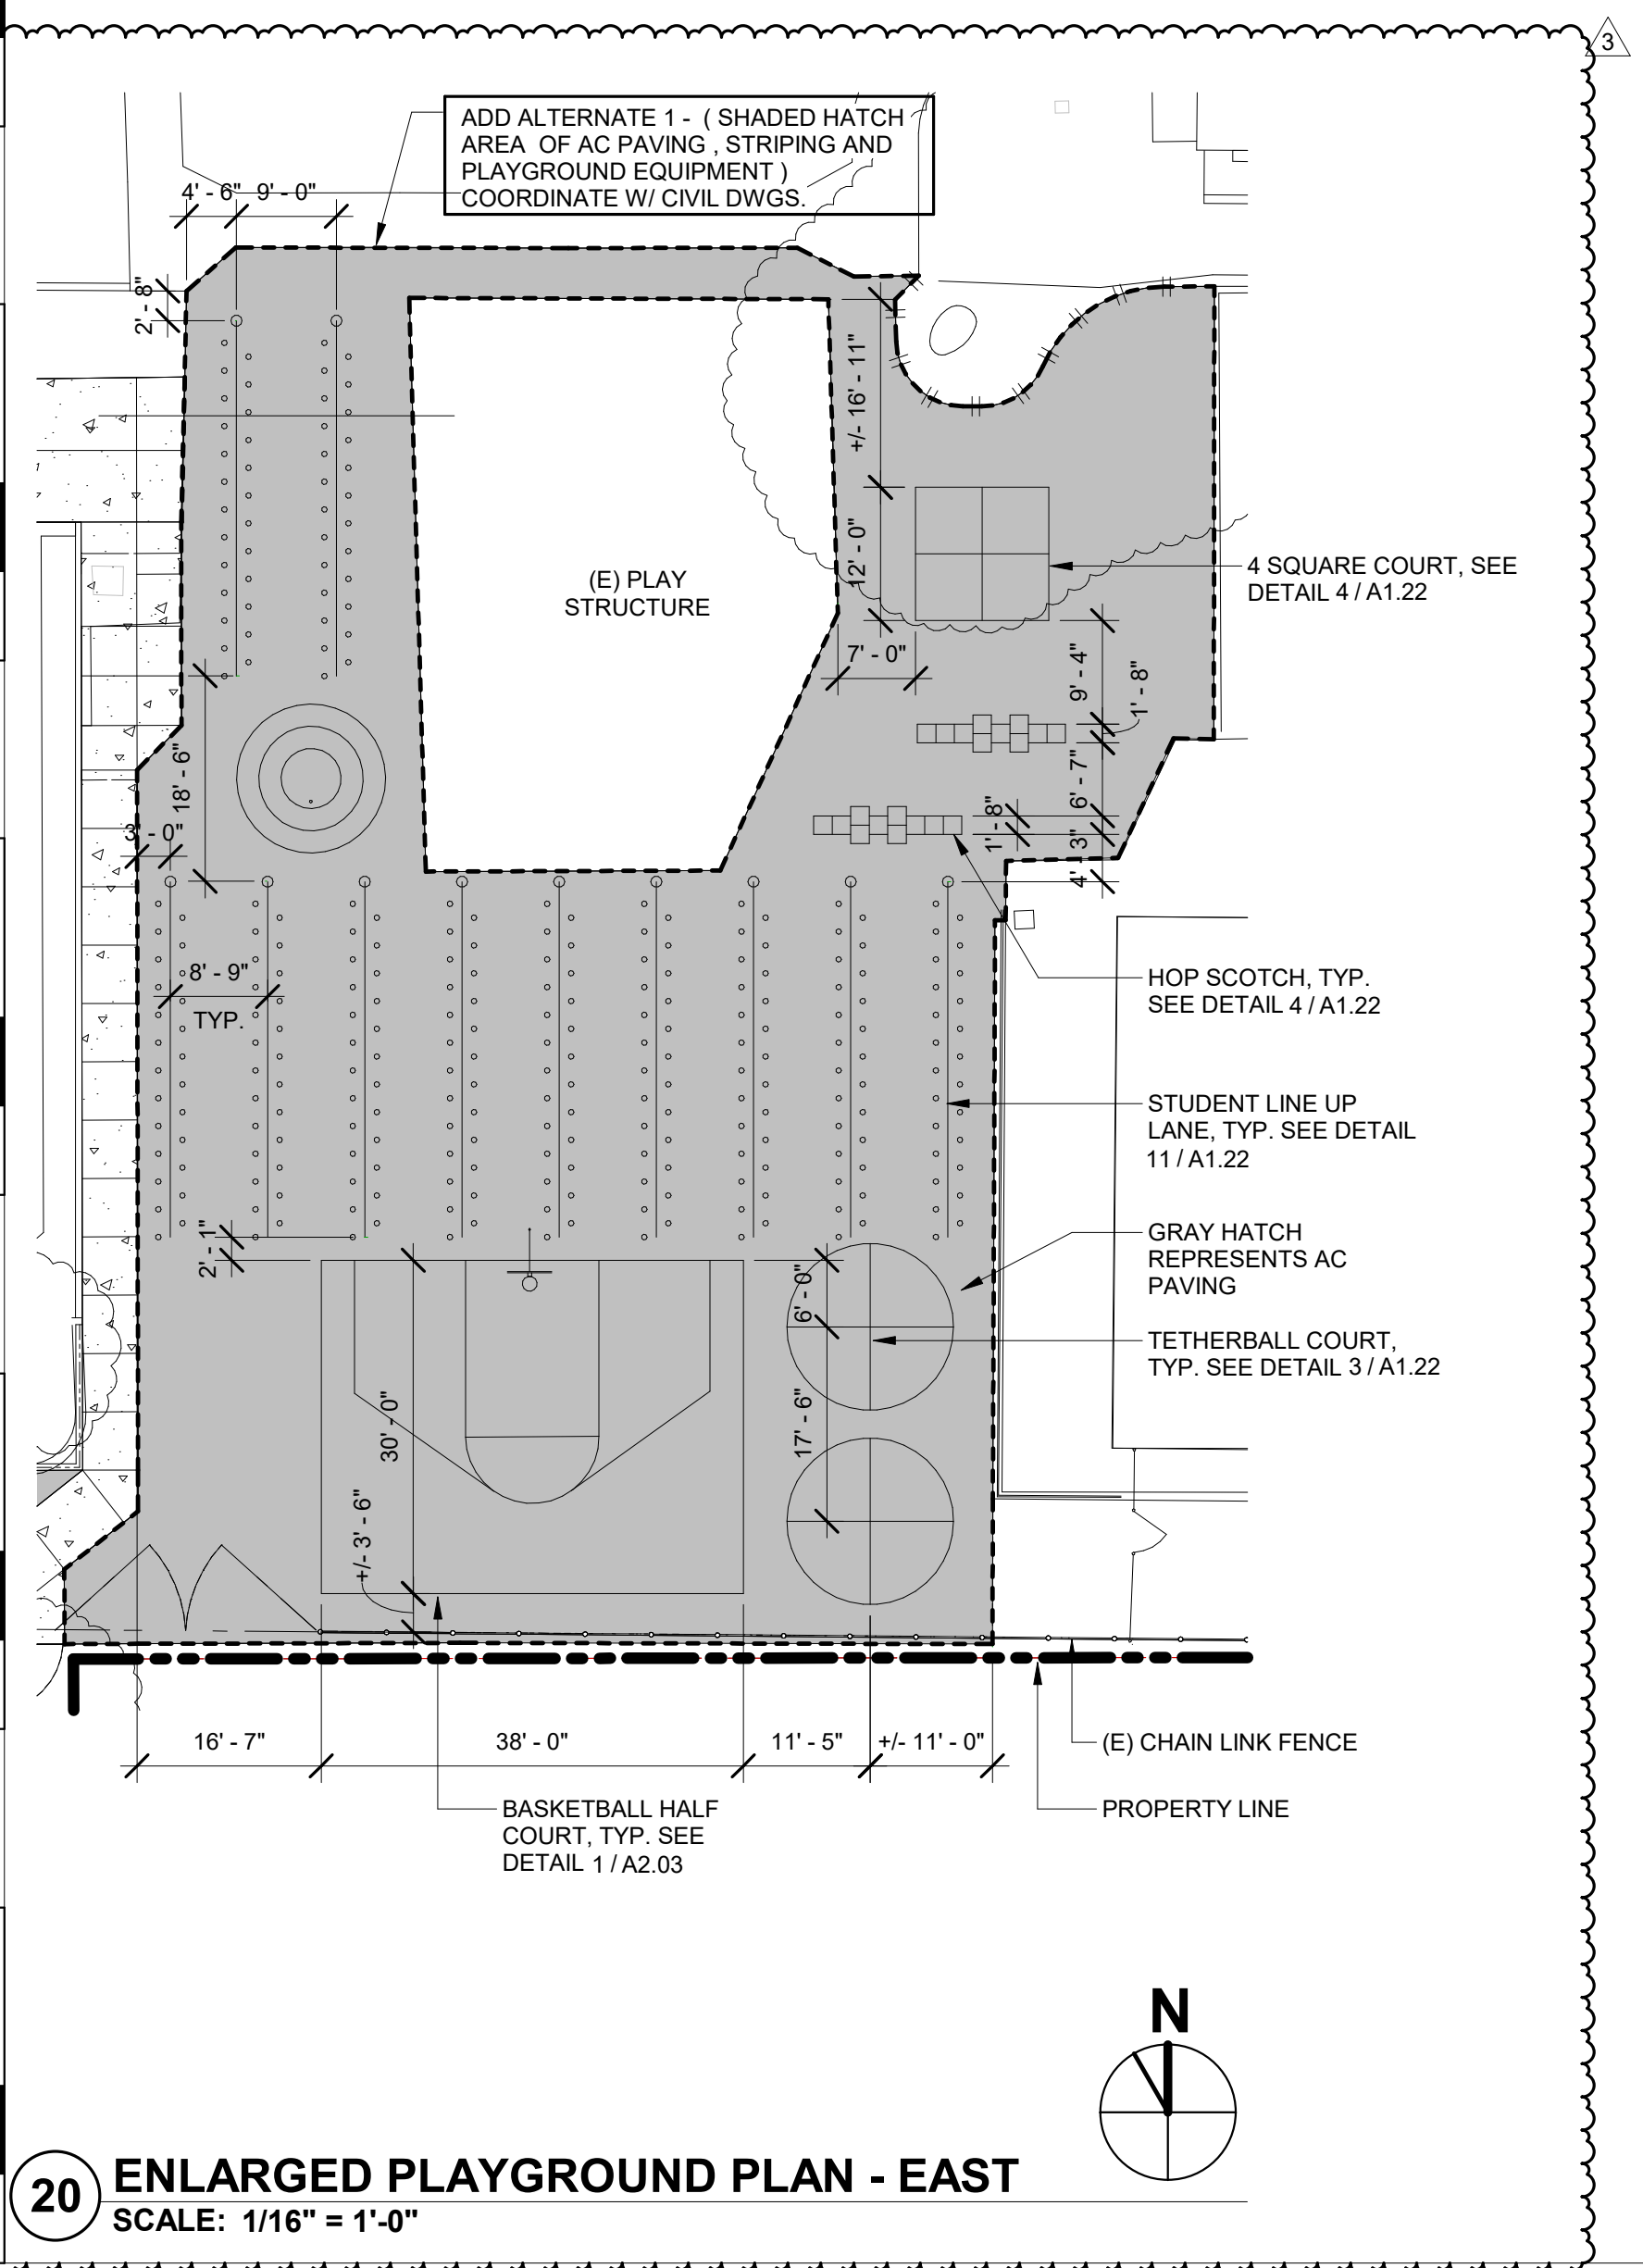 3
ADD ALTERNATE 1 - ( SHADED HATCH
AREA OF AC PAVING , STRIPING AND
PLAYGROUND EQUIPMENT )
COORDINATE W/ CIVIL DWGS.
4' - 6" 9' - 0"
2' - 8"
+/- 16' - 11"
12' - 0"
(E) PLAY
STRUCTURE
4 SQUARE COURT, SEE
DETAIL 4 / A1.22
7' - 0"
9' - 4"
1' - 8"
18' - 6"
6' - 7"
3' - 0"
1' - 8"
4' 3"
8' - 9"
TYP.
HOP SCOTCH, TYP.
SEE DETAIL 4 / A1.22
STUDENT LINE UP
LANE, TYP. SEE DETAIL
11 / A1.22
2' - 1"
GRAY HATCH
REPRESENTS AC
PAVING
6' - 0"
TETHERBALL COURT,
TYP. SEE DETAIL 3 / A1.22
30' - 0"
17' - 6"
+/- 3' - 6"
16' - 7"
38' - 0"
11' - 5"
+/- 11' - 0"
(E) CHAIN LINK FENCE
BASKETBALL HALF
COURT, TYP. SEE
DETAIL 1 / A2.03
PROPERTY LINE
N
20
ENLARGED PLAYGROUND PLAN - EAST
SCALE: 1/16" = 1'-0"